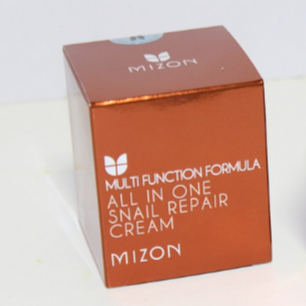 MIZON
MULTI FUNCTION FORMULA
ALL IN ONE
SNAIL REPAIR
CREAM
MIZON